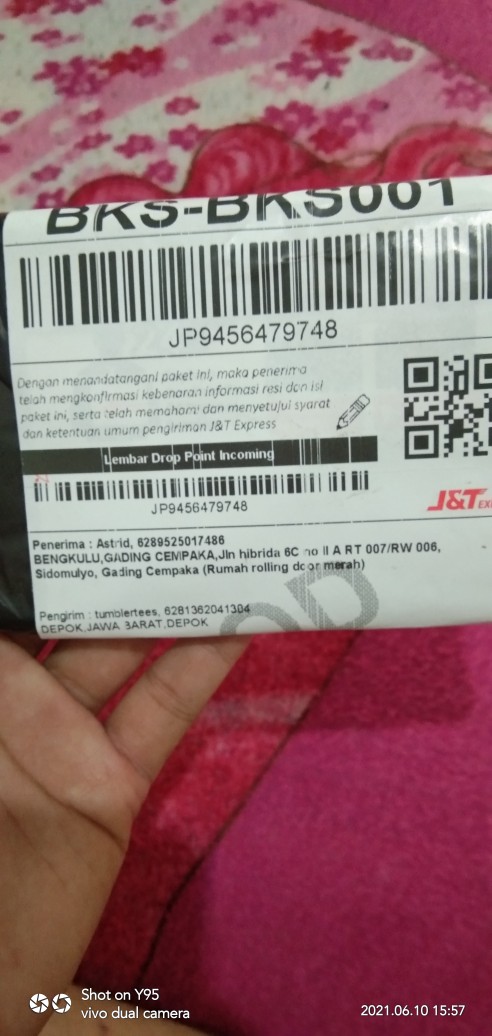 BKS-BKS001
JP9456479748
Dengan menandatangani paket ini, maka penerima
telah mengkonfirmasi kebenaran informasi resi dan isi
paket ini, serta telah memahami dan menyetujui syarat
dan ketentuan umum pengiriman J&T Express
Lembar Drop Point Incoming
JP9456479748
J&T EX
Penerima : Astrid, 6289525017486
BENGKULU,GADING CEMPAKA,Jln hibrida 6C no II A RT 007/RW 006,
Sidomulyo, Gading Cempaka (Rumah rolling door merah)
Pengirim : tumblertees, 6281362041304
DEPOK,JAWA BARAT,DEPOK
OD
Shot on Y95
vivo dual camera
2021.06.10 15:57